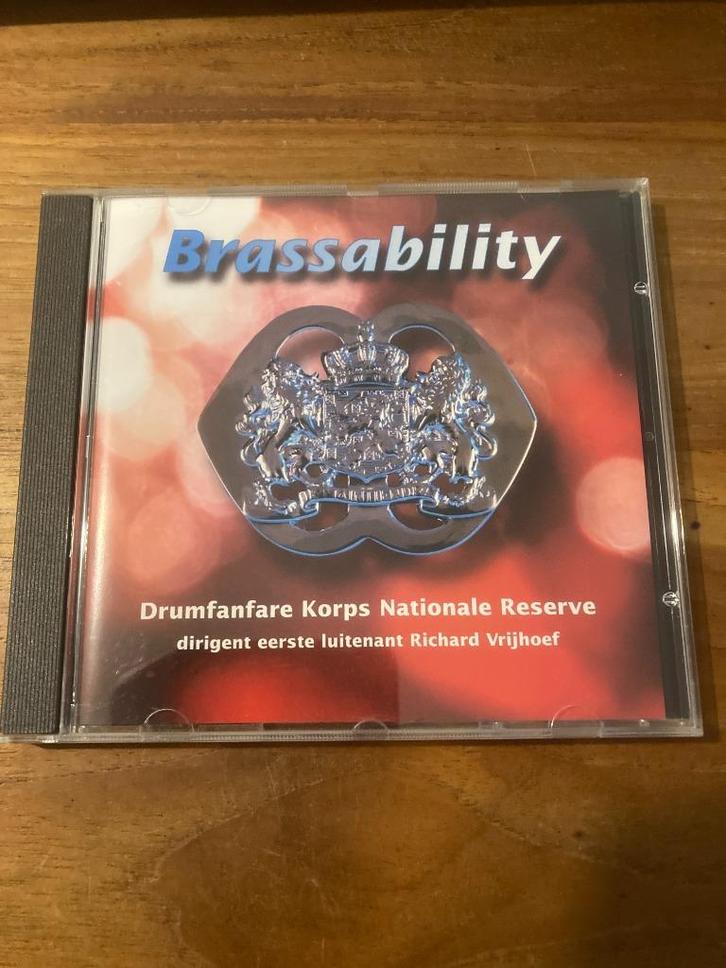 Brassability
Drumfanfare Korps Nationale Reserve
dirigent eerste luitenant Richard Vrijhoef